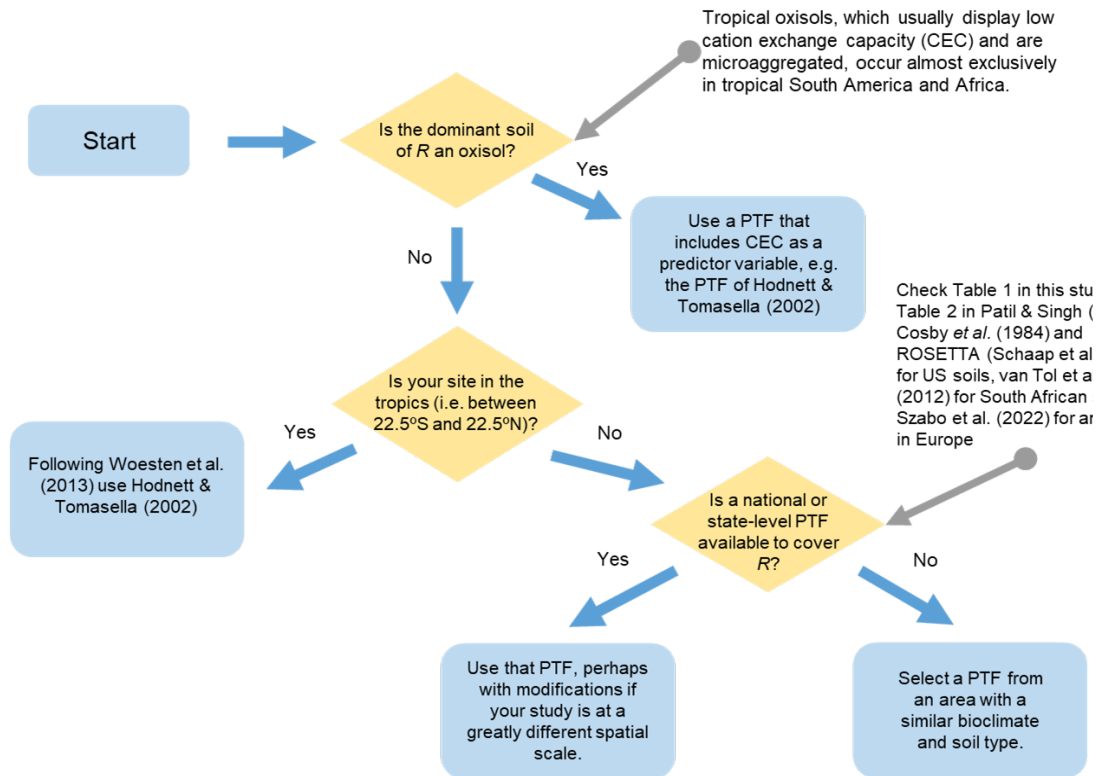 Tropical oxisols, which usually display low
cation exchange capacity (CEC) and are
microaggregated, occur almost exclusively
in tropical South America and Africa.
Start
Is the dominant soil
of R an oxisol?
Yes
No
Use a PTF that
includes CEC as a
predictor variable, e.g.
the PTF of Hodnett &
Tomasella (2002)
Check Table 1 in this
Table 2 in Patil & Singh
Cosby et al. (1984) and
ROSETTA (Schaap et al
for US soils, van Tol et al
(2012) for South African
Szabo et al. (2022) for
in Europe
Is your site in the
tropics (i.e. between
22.5ºS and 22.5ºN)?
Yes
No
Following Woesten et al.
(2013) use Hodnett &
Tomasella (2002)
Is a national or
state-level PTF
available to cover
R?
Yes
No
Use that PTF, perhaps
with modifications if
your study is at a
greatly different spatial
scale.
Select a PTF from
an area with a
similar bioclimate
and soil type.